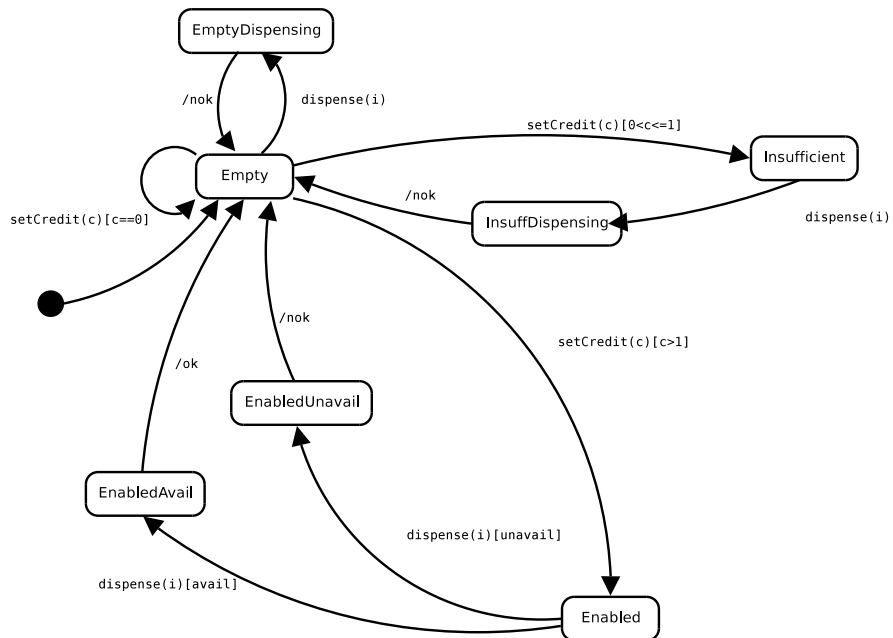 EmptyDispensing
/nok
dispense(i)
setCredit(c)[0<c<=1]
Insufficient
Empty
/nok
setCredit(c)[c==0]
InsuffDispensing
dispense(i)
/nok
setCredit(c)[c>1]
/ok
EnabledUnavail
EnabledAvail
dispense(i)[unavail]
dispense(i)[avail]
Enabled